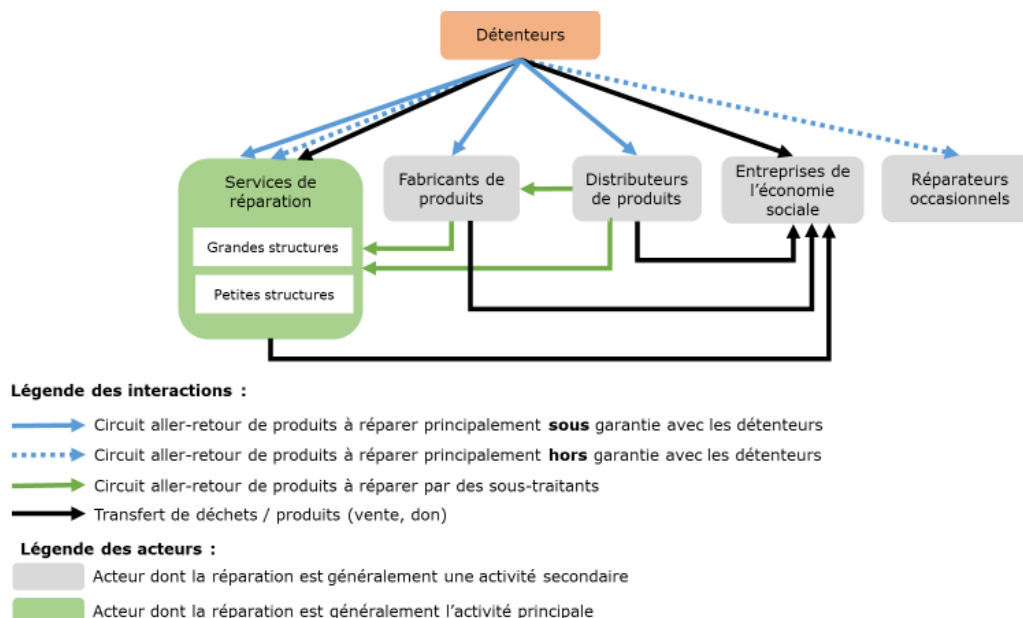 Détenteurs
Services de
réparation
Grandes structures
Petites structures
Fabricants de
produits
Distributeurs
de produits
Entreprises de
l'économie
sociale
Réparateurs
occasionnels
Légende des interactions :
Circuit aller-retour de produits à réparer principalement sous garantie avec les détenteurs
Circuit aller-retour de produits à réparer principalement hors garantie avec les détenteurs
Circuit aller-retour de produits à réparer par des sous-traitants
Transfert de déchets / produits (vente, don)
Légende des acteurs :
Acteur dont la réparation est généralement une activité secondaire
Acteur dont la réparation est généralement l'activité principale